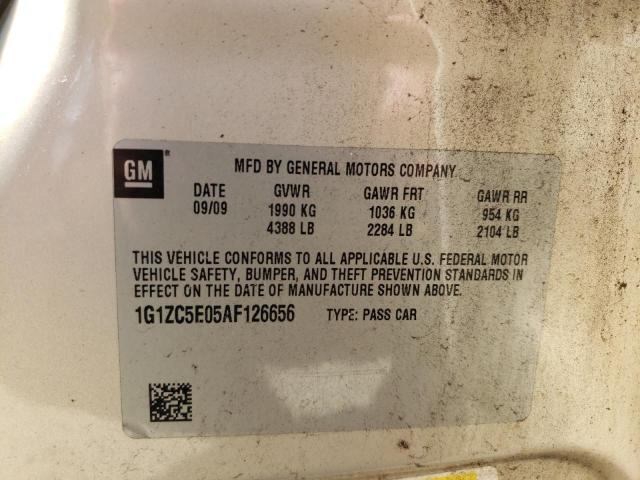 GM ®
MFD BY GENERAL MOTORS COMPANY
DATE GVWR GAWR FRT GAWR RR
09/09 1990 KG 1036 KG 954 KG
4388 LB 2284 LB 2104 LB
THIS VEHICLE CONFORMS TO ALL APPLICABLE U.S. FEDERAL MOTOR
VEHICLE SAFETY, BUMPER, AND THEFT PREVENTION STANDARDS IN
EFFECT ON THE DATE OF MANUFACTURE SHOWN ABOVE.
1G1ZC5E05AF126656 TYPE: PASS CAR